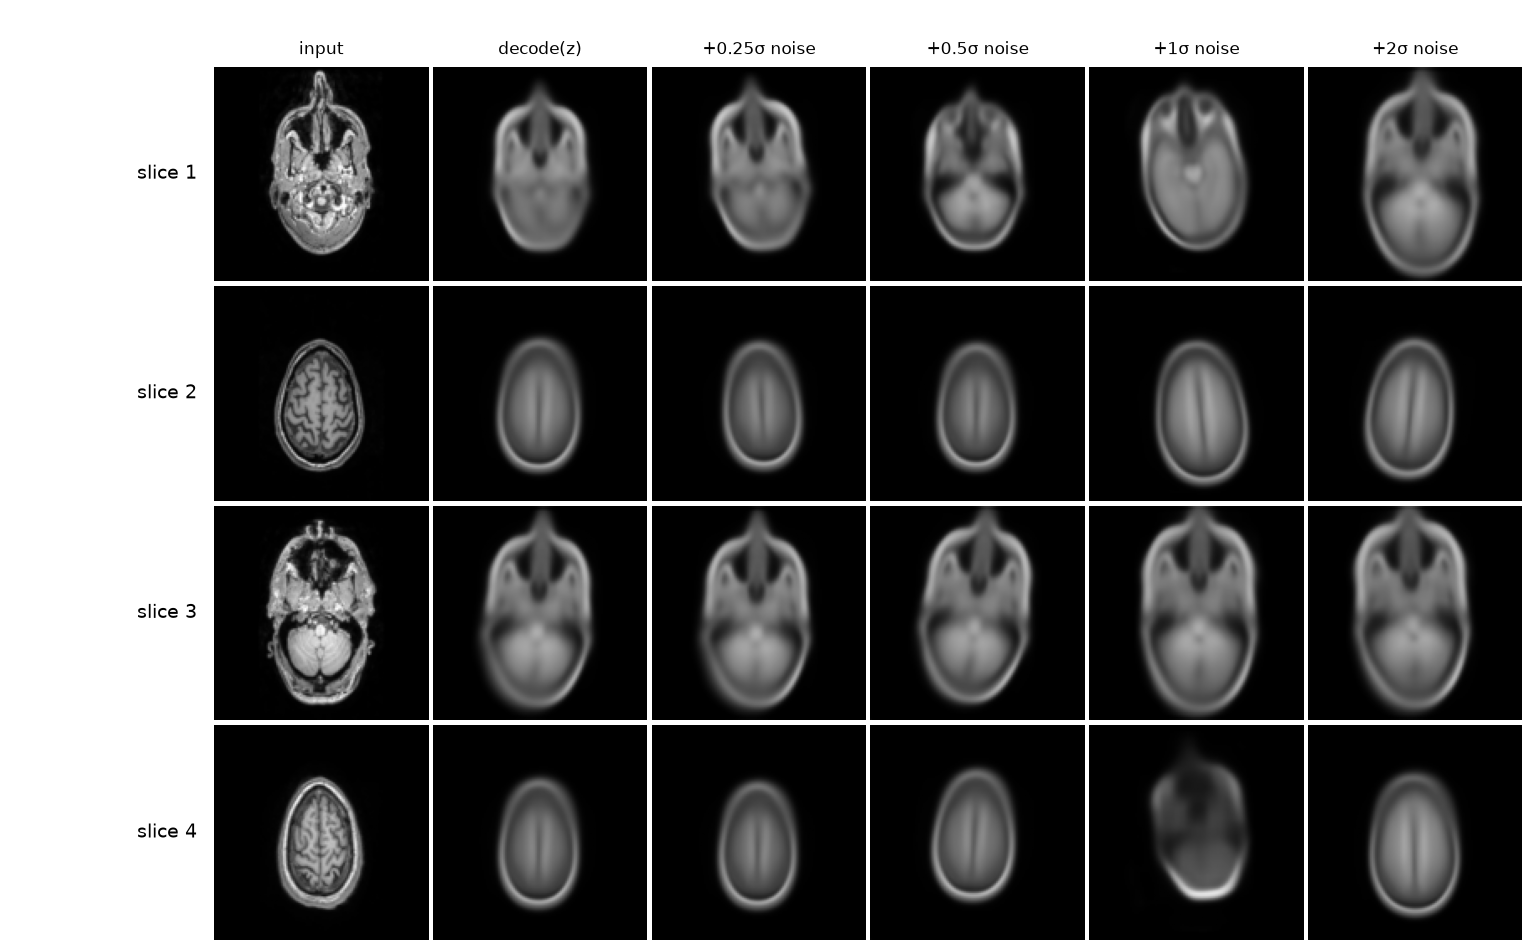 input decode(z) +0.25σ noise +0.5σ noise +1σ noise +2σ noise
slice 1
slice 2
slice 3
slice 4